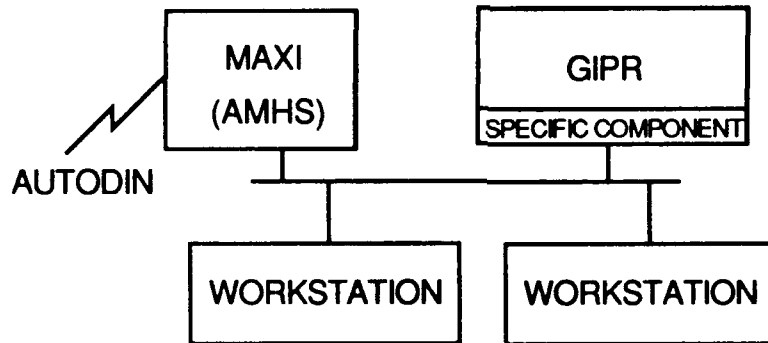 MAXI
(AMHS)
GIPR
SPECIFIC COMPONENT
AUTODIN
WORKSTATION
WORKSTATION